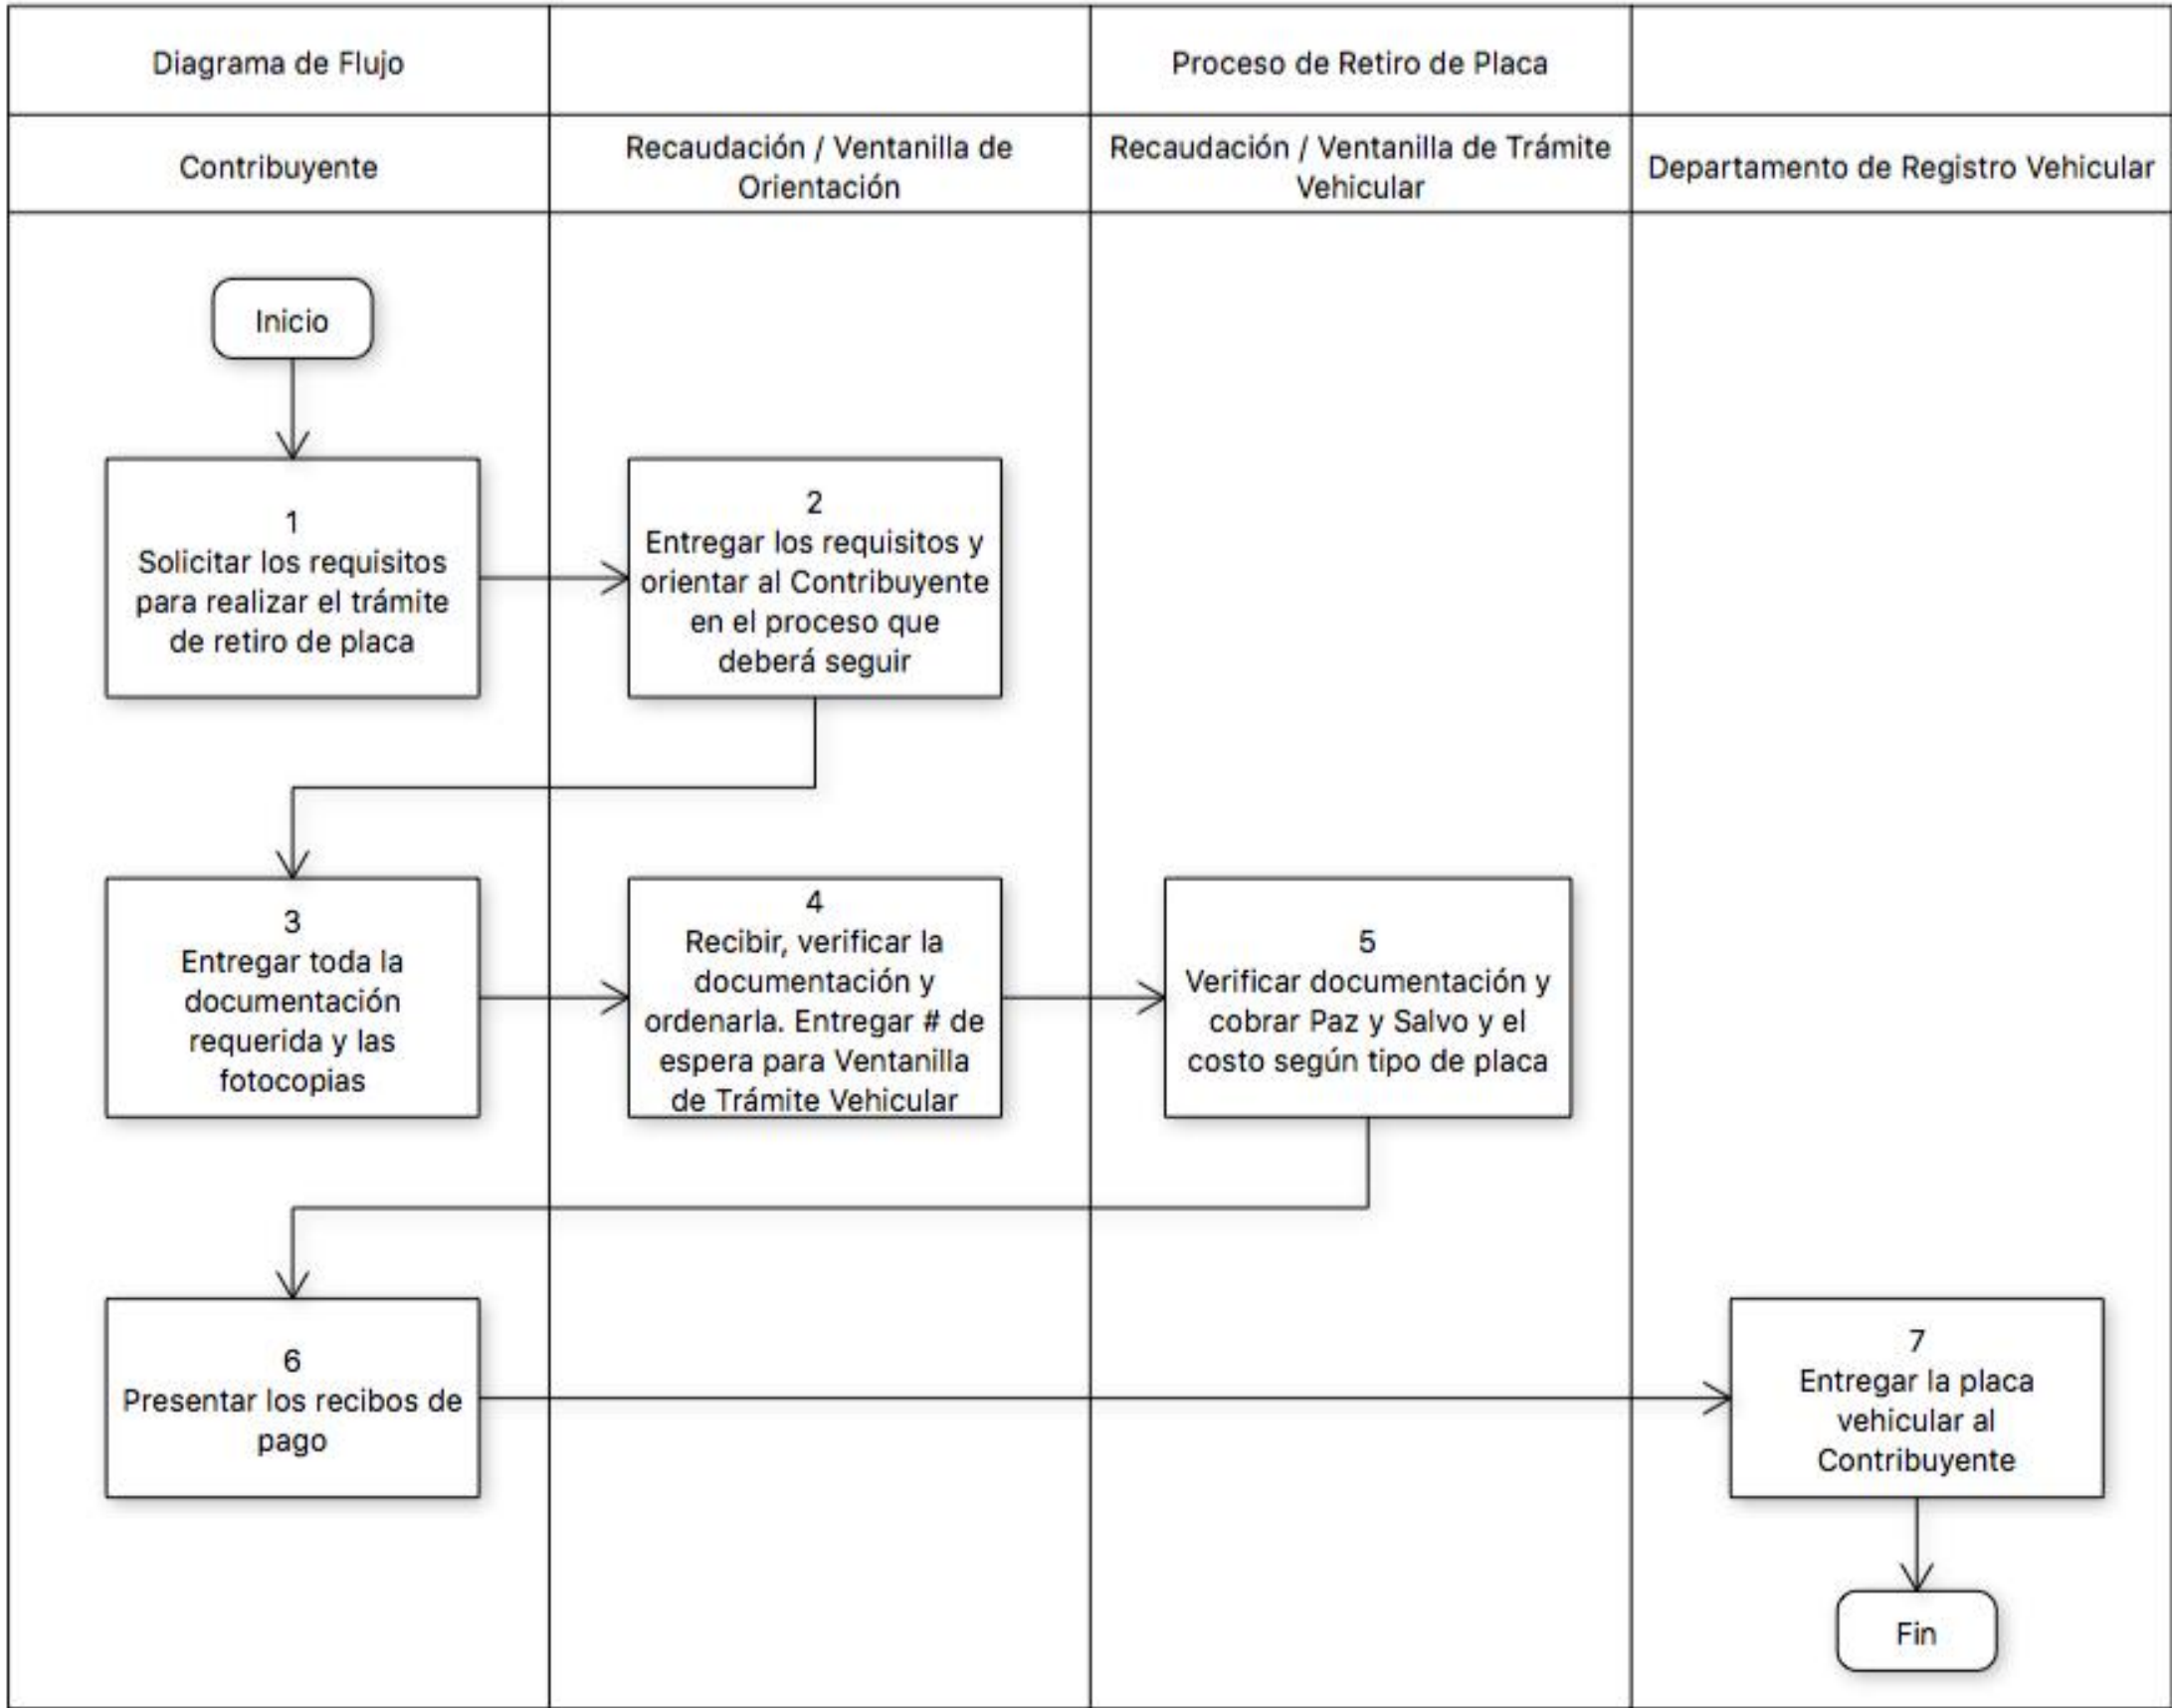 Diagrama de Flujo
Proceso de Retiro de Placa
Contribuyente
Recaudación / Ventanilla de
Orientación
Recaudación / Ventanilla de Trámite
Vehicular
Departamento de Registro Vehicular
Inicio
1
Solicitar los requisitos
para realizar el trámite
de retiro de placa
2
Entregar los requisitos y
orientar al Contribuyente
en el proceso que
deberá seguir
3
Entregar toda la
documentación
requerida y las
fotocopias
4
Recibir, verificar la
documentación y
ordenarla. Entregar # de
espera para Ventanilla
de Trámite Vehicular
5
Verificar documentación y
cobrar Paz y Salvo y el
costo según tipo de placa
6
Presentar los recibos de
pago
7
Entregar la placa
vehicular al
Contribuyente
Fin